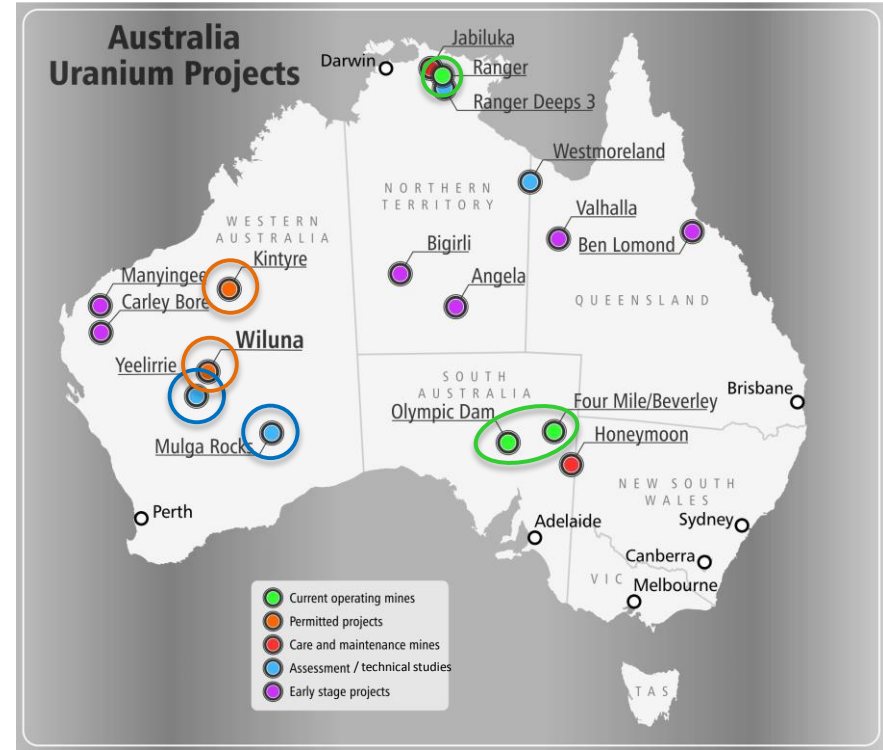 Australia
Uranium Projects
Darwin
Jabiluka
Ranger
Ranger Deeps 3
Westmoreland
NORTHERN
TERRITORY
Valhalla
WESTERN
AUSTRALIA
Bigirli
Ben Lomond
Kintyre
Manyingee
Angela
Carley Bore
QUEENSLAND
Wiluna
Yeelirrie
SOUTH
AUSTRALIA
Brisbane
Olympic Dam
Four Mile/Beverley
Mulga Rocks
Honeymoon
NEW SOUTH
WALES
Perth
Adelaide
Sydney
Canberra
VIC
Melbourne
Current operating mines
Permitted projects
Care and maintenance mines
Assessment / technical studies
Early stage projects
TAS